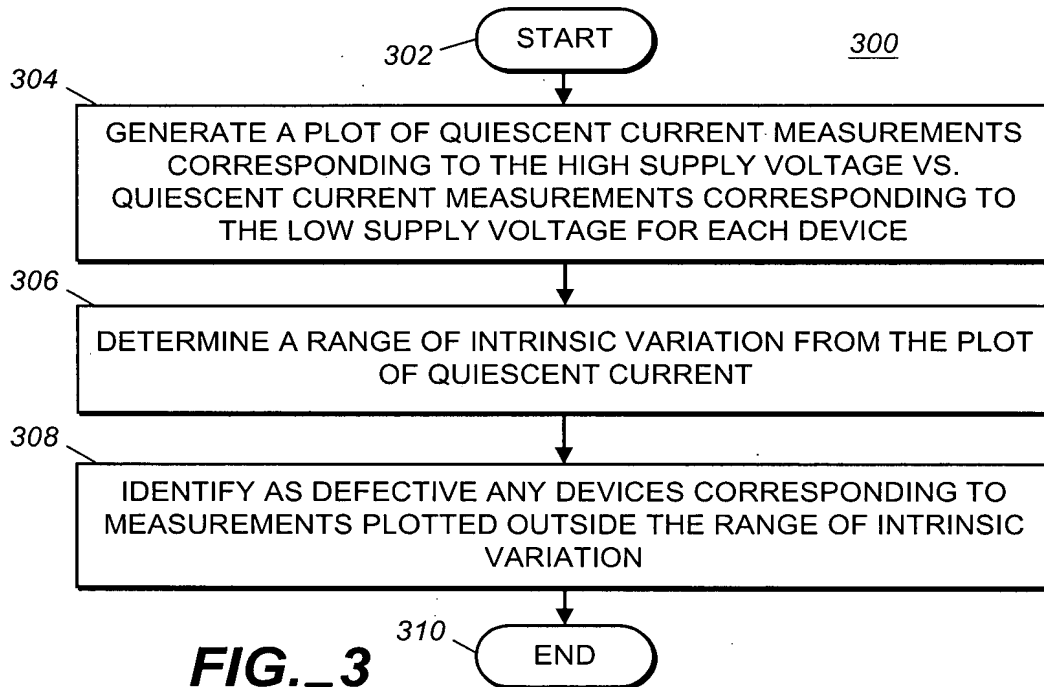 START
302
300
304
GENERATE A PLOT OF QUIESCENT CURRENT MEASUREMENTS
CORRESPONDING TO THE HIGH SUPPLY VOLTAGE VS.
QUIESCENT CURRENT MEASUREMENTS CORRESPONDING TO
THE LOW SUPPLY VOLTAGE FOR EACH DEVICE
306
DETERMINE A RANGE OF INTRINSIC VARIATION FROM THE PLOT
OF QUIESCENT CURRENT
308
IDENTIFY AS DEFECTIVE ANY DEVICES CORRESPONDING TO
MEASUREMENTS PLOTTED OUTSIDE THE RANGE OF INTRINSIC
VARIATION
310
END
FIG._3